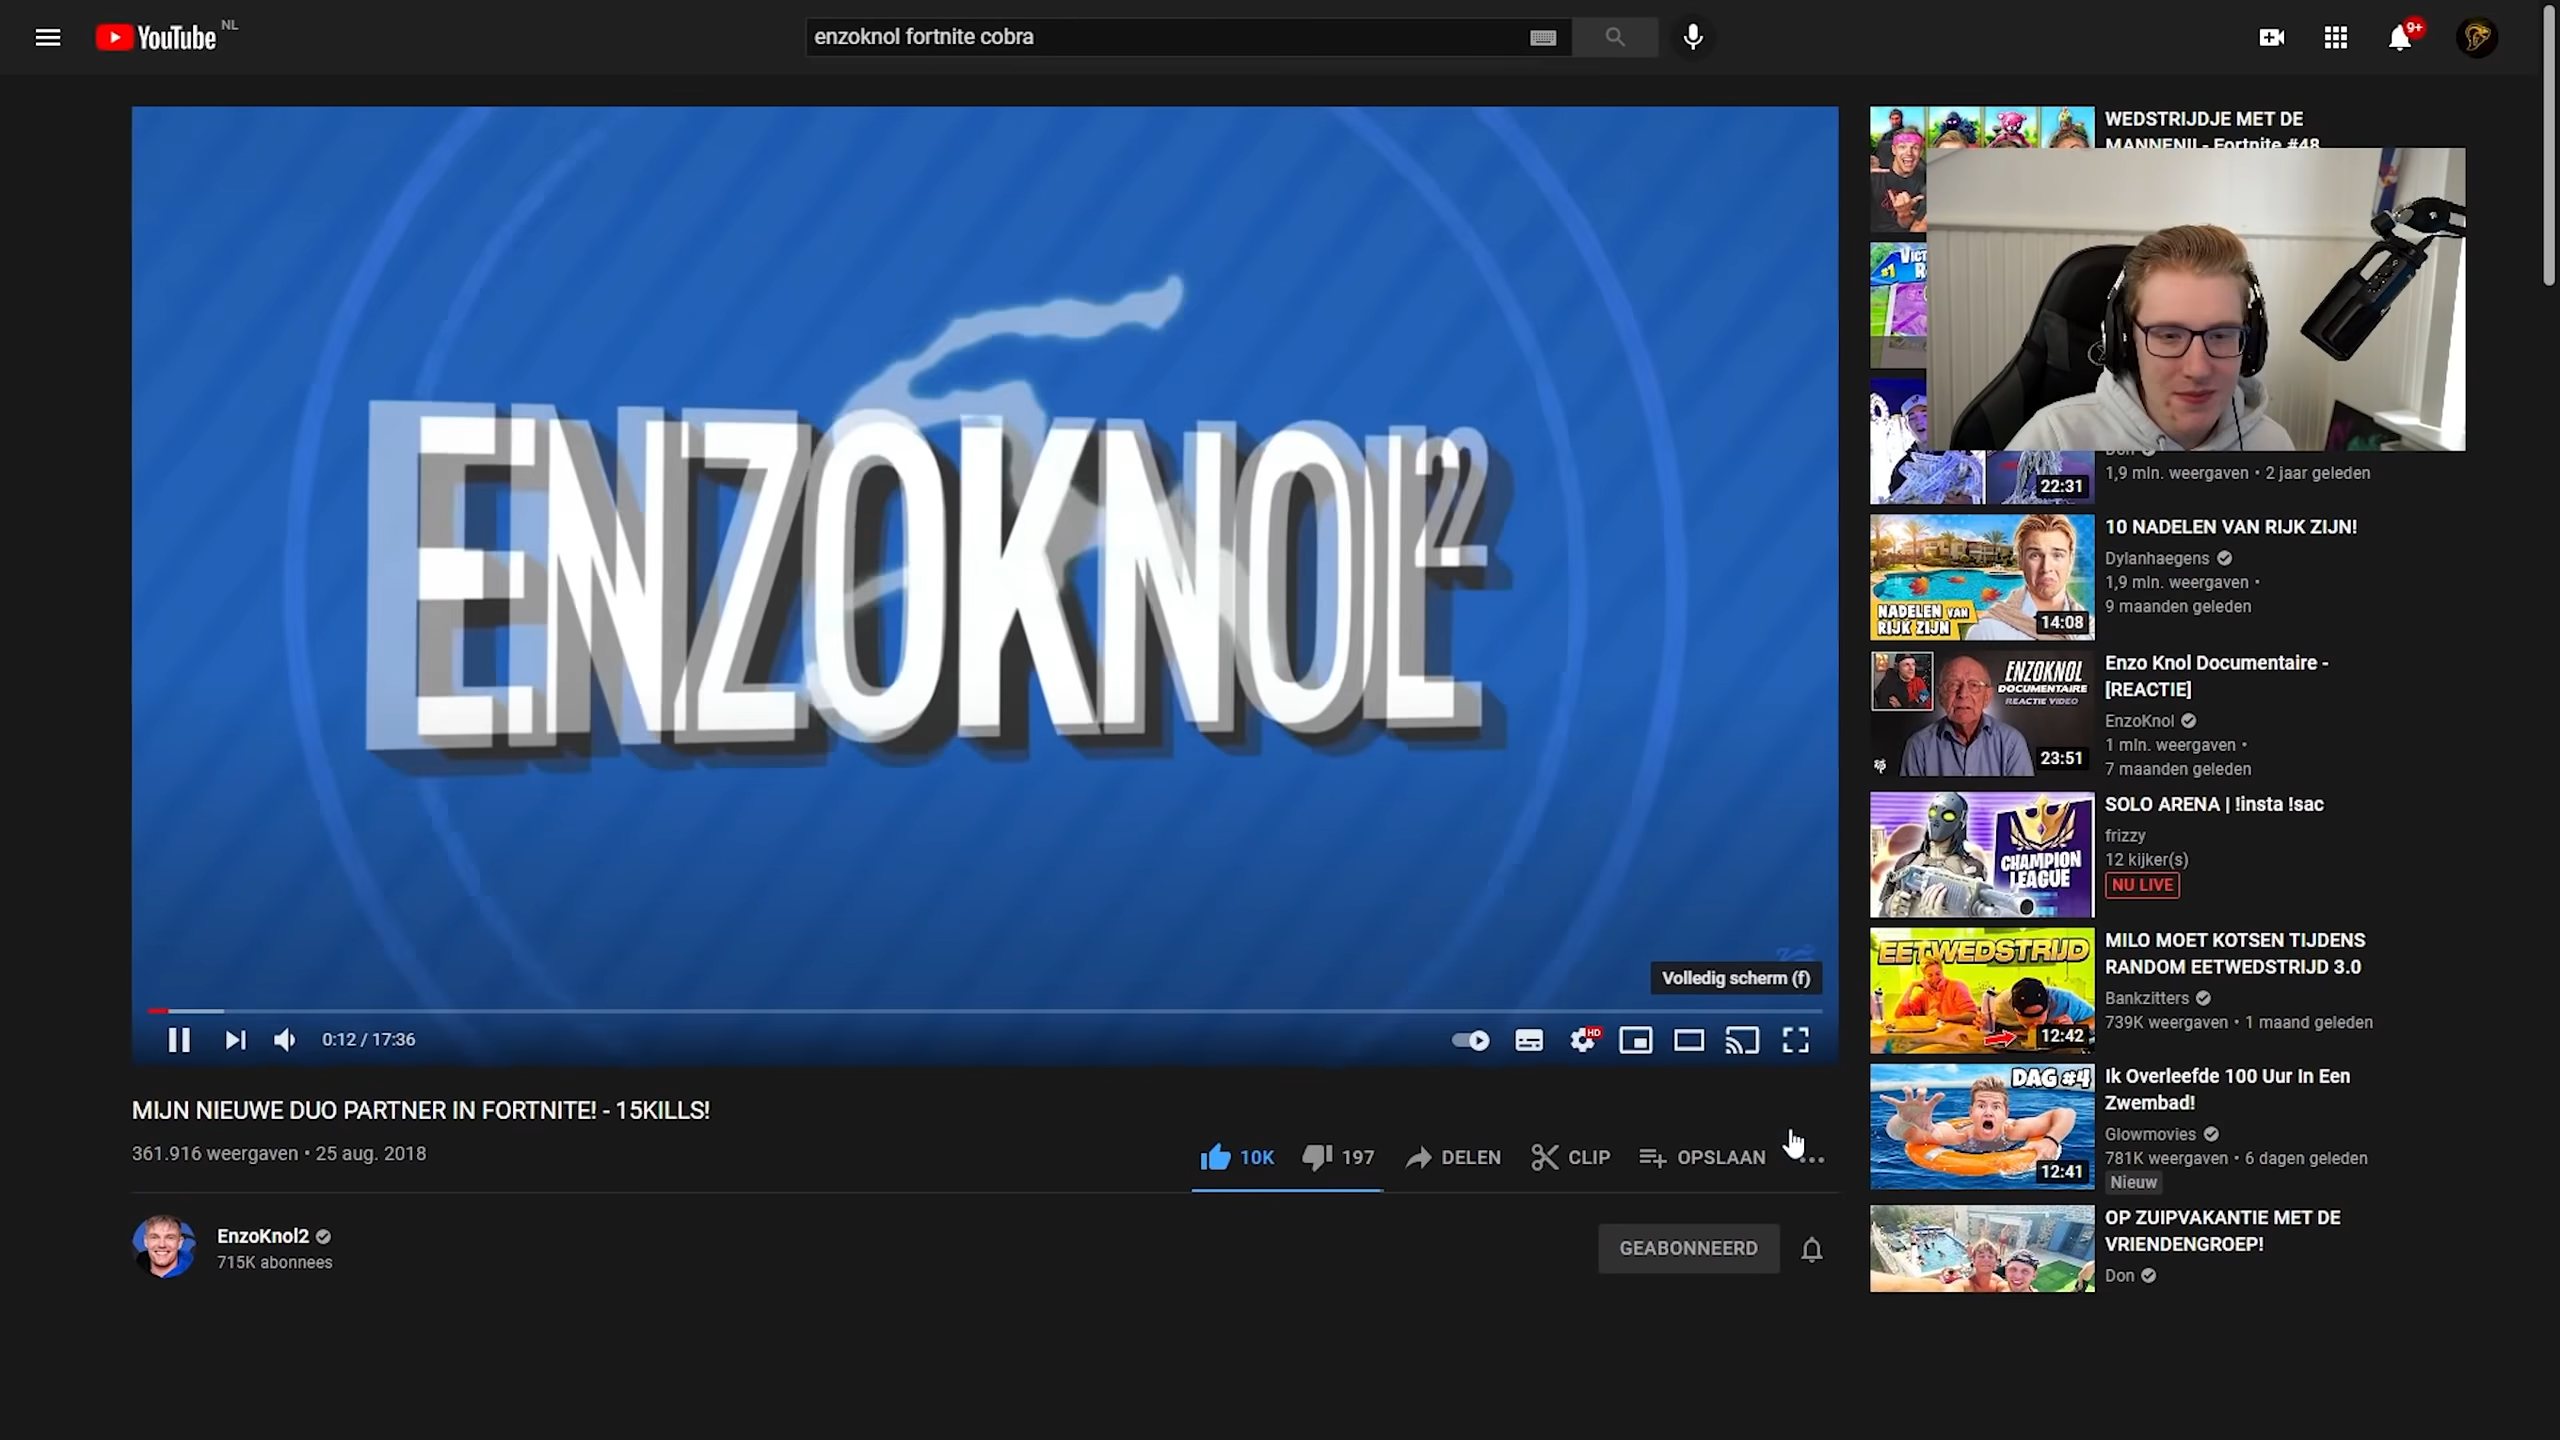 YouTube NL
enzoknol fortnite cobra
9+
ENZOKNOL2
Volledig scherm (f)
0:12 / 17:36
HD
MIJN NIEUWE DUO PARTNER IN FORTNITE! - 15KILLS!
361.916 weergaven • 25 aug. 2018
10K
197
DELEN
CLIP
OPSLAAN
EnzoKnol2
715K abonnees
GEABONNEERD
WEDSTRIJDJE MET DE
MANNEN!! - Fortnite #48
#1
22:31
Don
1,9 mln. weergaven • 2 jaar geleden
NADELEN VAN
RIJK ZIJN
14:08
10 NADELEN VAN RIJK ZIJN!
Dylanhaegens
1,9 mln. weergaven •
9 maanden geleden
ENZOKNOL
DOCUMENTAIRE
REACTIE VIDEO
23:51
Enzo Knol Documentaire -
[REACTIE]
EnzoKnol
1 mln. weergaven •
7 maanden geleden
CHAMPION
LEAGUE
SOLO ARENA | !insta !sac
frizzy
12 kijker(s)
NU LIVE
EETWEDSTRIJD
12:42
MILO MOET KOTSEN TIJDENS
RANDOM EETWEDSTRIJD 3.0
Bankzitters
739K weergaven • 1 maand geleden
DAG #4
12:41
Ik Overleefde 100 Uur In Een
Zwembad!
Glowmovies
781K weergaven • 6 dagen geleden
Nieuw
OP ZUIPVAKANTIE MET DE
VRIENDENGROEP!
Don